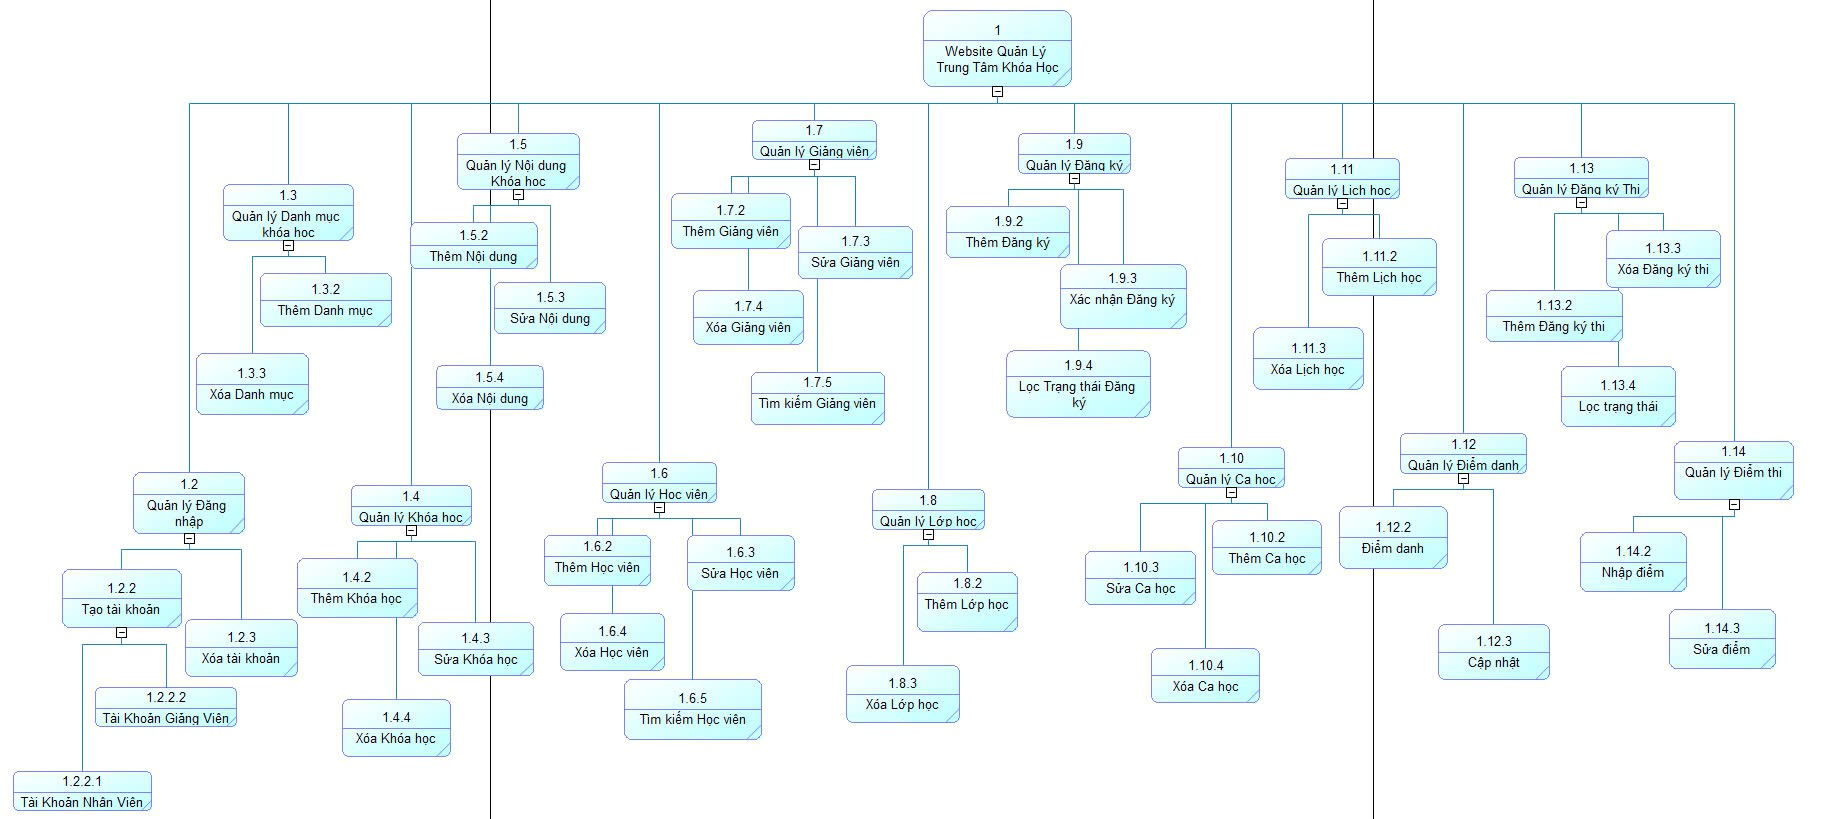 1
Website Quản Lý
Trung Tâm Khóa Học
1.2
Quản lý Đăng
nhập
1.2.2
Tạo tài khoản
1.2.2.1
Tài Khoản Nhân Viên
1.2.2.2
Tài Khoản Giảng Viên
1.2.3
Xóa tài khoản
1.3
Quản lý Danh mục
khóa học
1.3.2
Thêm Danh mục
1.3.3
Xóa Danh mục
1.4
Quản lý Khóa học
1.4.2
Thêm Khóa học
1.4.3
Sửa Khóa học
1.4.4
Xóa Khóa học
1.5
Quản lý Nội dung
Khóa học
1.5.2
Thêm Nội dung
1.5.3
Sửa Nội dung
1.5.4
Xóa Nội dung
1.6
Quản lý Học viên
1.6.2
Thêm Học viên
1.6.3
Sửa Học viên
1.6.4
Xóa Học viên
1.6.5
Tìm kiếm Học viên
1.7
Quản lý Giảng viên
1.7.2
Thêm Giảng viên
1.7.3
Sửa Giảng viên
1.7.4
Xóa Giảng viên
1.7.5
Tìm kiếm Giảng viên
1.8
Quản lý Lớp học
1.8.2
Thêm Lớp học
1.8.3
Xóa Lớp học
1.9
Quản lý Đăng ký
1.9.2
Thêm Đăng ký
1.9.3
Xác nhận Đăng ký
1.9.4
Lọc Trạng thái Đăng
ký
1.10
Quản lý Ca học
1.10.2
Thêm Ca học
1.10.3
Sửa Ca học
1.10.4
Xóa Ca học
1.11
Quản lý Lịch học
1.11.2
Thêm Lịch học
1.11.3
Xóa Lịch học
1.12
Quản lý Điểm danh
1.12.2
Điểm danh
1.12.3
Cập nhật
1.13
Quản lý Đăng ký Thi
1.13.2
Thêm Đăng ký thi
1.13.3
Xóa Đăng ký thi
1.13.4
Lọc trạng thái
1.14
Quản lý Điểm thi
1.14.2
Nhập điểm
1.14.3
Sửa điểm